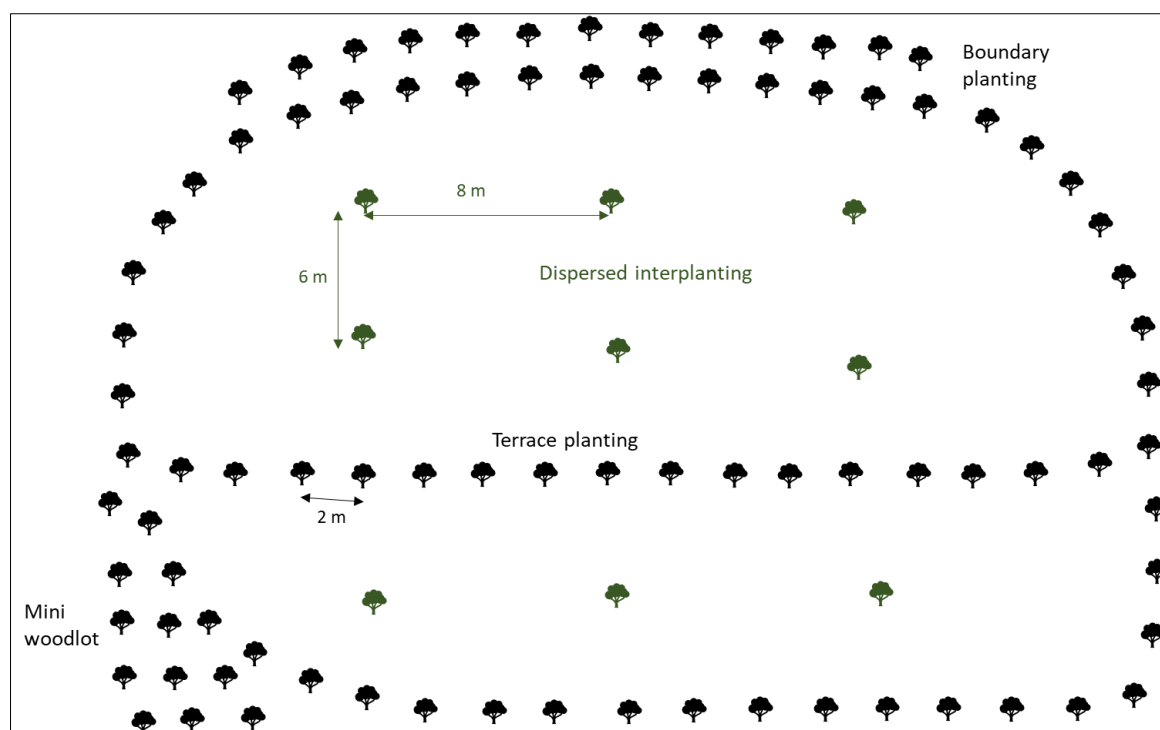 Boundary
planting
8 m
6 m
Dispersed interplanting
Terrace planting
2 m
Mini
woodlot